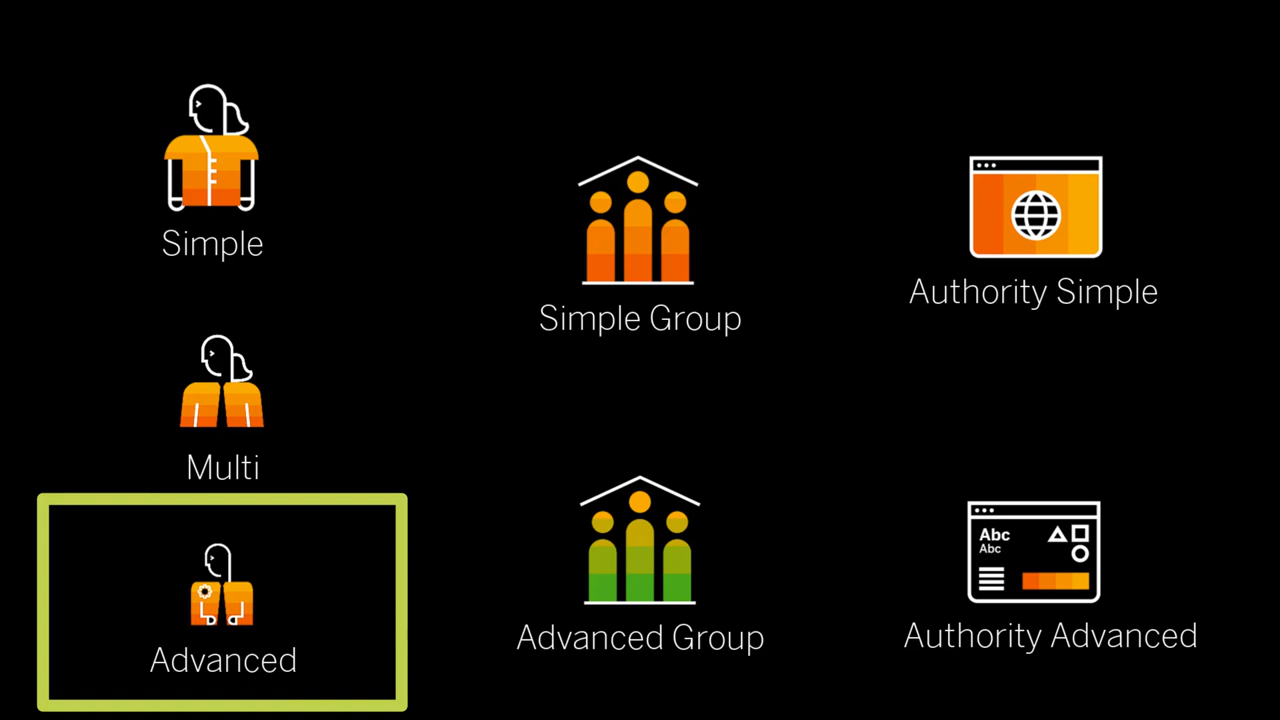 Simple
Multi
Advanced
Simple Group
Advanced Group
Authority Simple
Abc
Abc
Authority Advanced